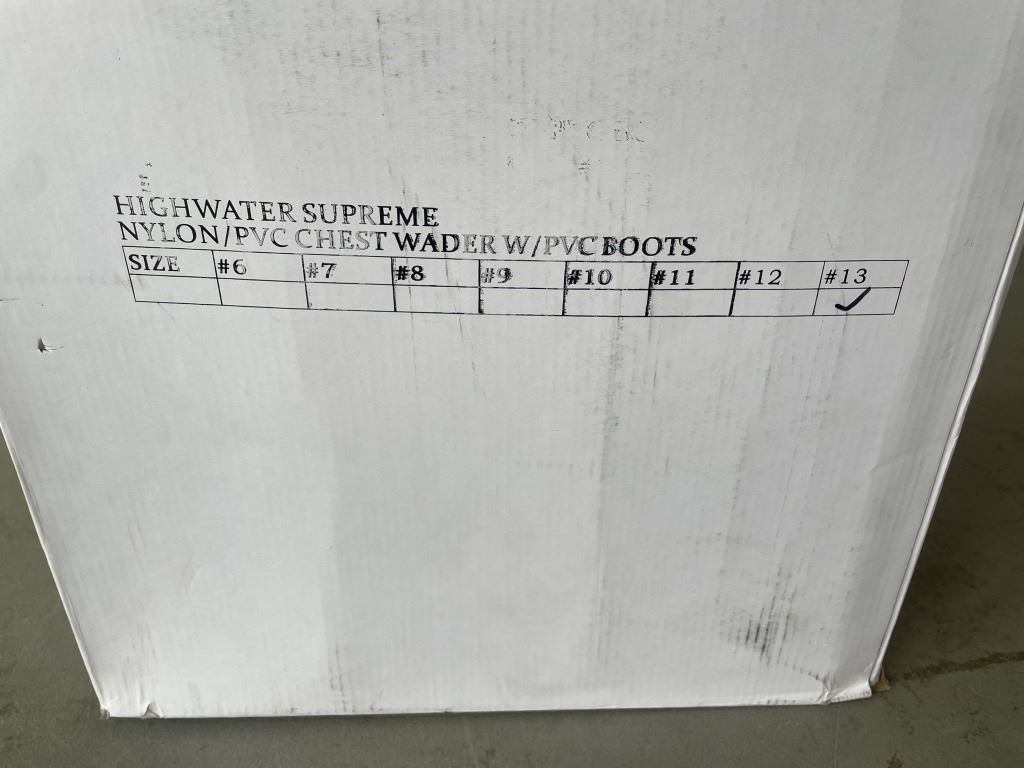 HIGHWATER SUPREME
NYLON/PVC CHEST WADER W/PVC BOOTS
SIZE #6 #7 #8 #9 #10 #11 #12 #13
✓